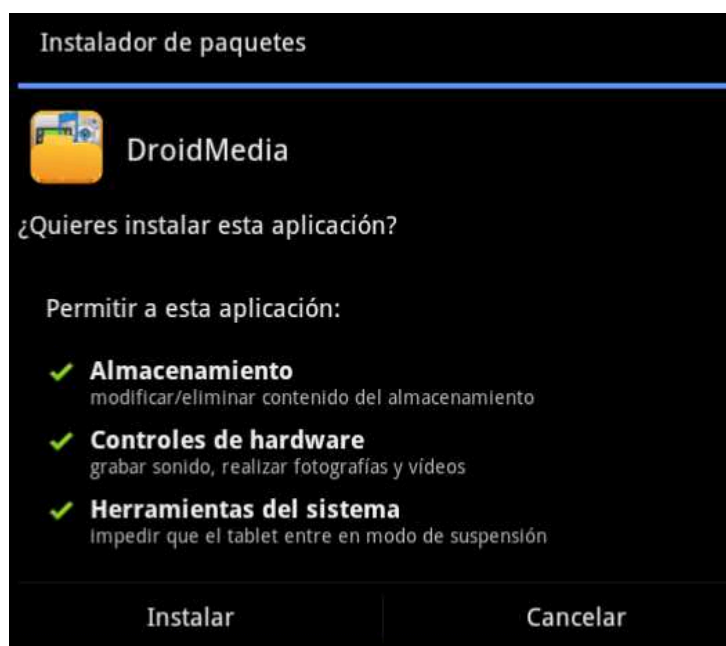 Instalador de paquetes
DroidMedia
¿Quieres instalar esta aplicación?
Permitir a esta aplicación:
Almacenamiento
modificar/eliminar contenido del almacenamiento
Controles de hardware
grabar sonido, realizar fotografías y vídeos
Herramientas del sistema
impedir que el tablet entre en modo de suspensión
Instalar
Cancelar